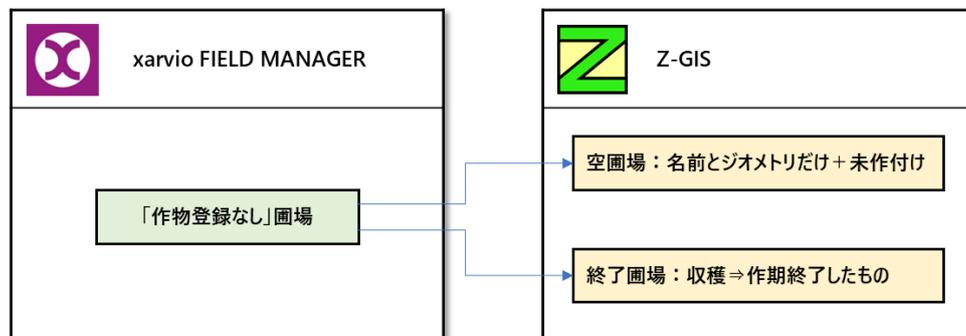 xarvio FIELD MANAGER
Z-GIS
「作物登録なし」圃場
空圃場：名前とジオメトリだけ＋未作付け
終了圃場：収穫⇒作期終了したもの